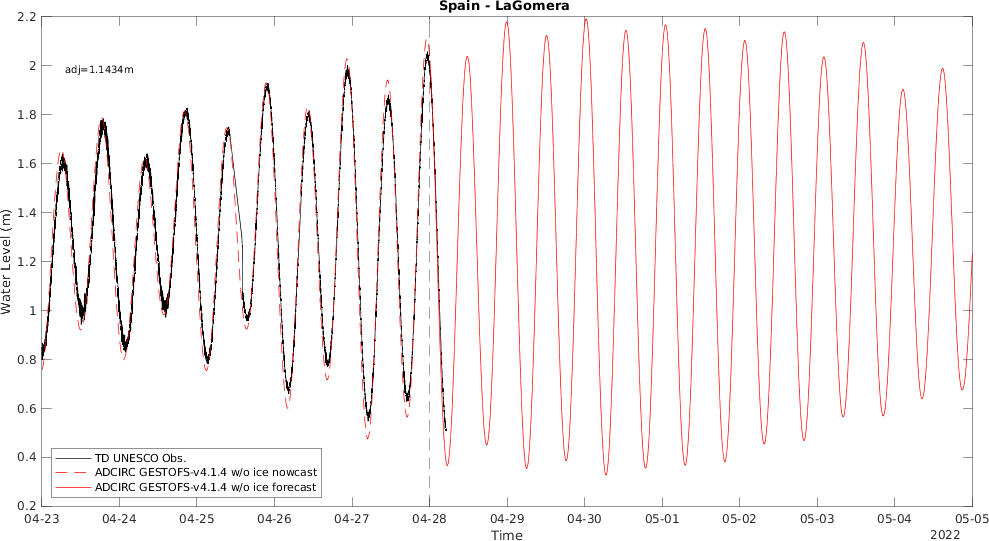 Spain - LaGomera
adj=1.1434m
Water Level (m)
2.2
2
1.8
1.6
1.4
1.2
1
0.8
0.6
0.4
0.2
TD UNESCO Obs.
ADCIRC GESTOFS-v4.1.4 w/o ice nowcast
ADCIRC GESTOFS-v4.1.4 w/o ice forecast
04-23 04-24 04-25 04-26 04-27 04-28 04-29 04-30 05-01 05-02 05-03 05-04 05-05
Time
2022